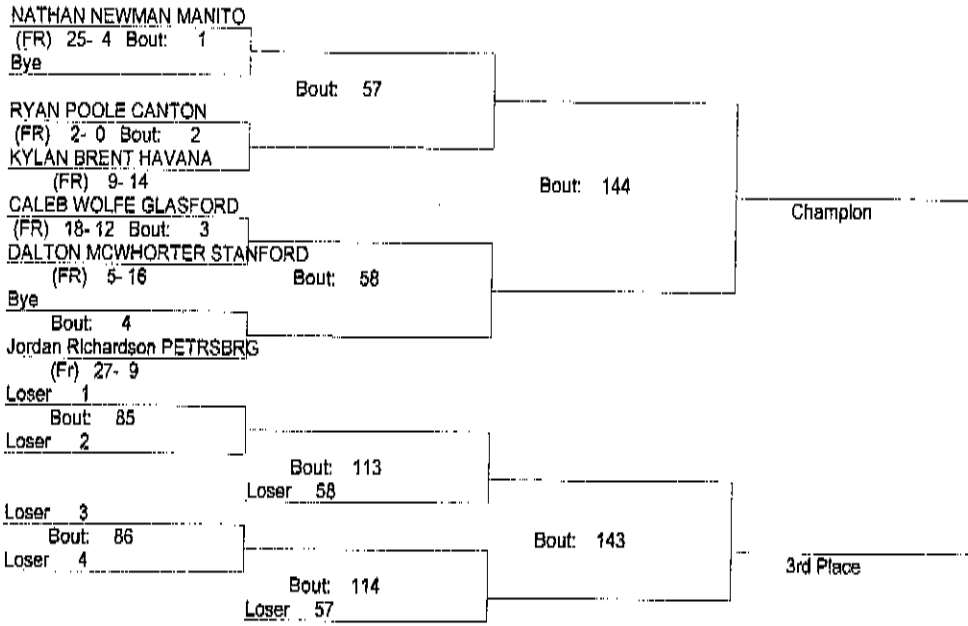 NATHAN NEWMAN MANITO
(FR) 25- 4 Bout: 1
Bye
Bout: 57
RYAN POOLE CANTON
(FR) 2- 0 Bout: 2
KYLAN BRENT HAVANA
(FR) 9- 14
Bout: 144
CALEB WOLFE GLASFORD
(FR) 18- 12 Bout: 3
Champion
DALTON MCWHORTER STANFORD
(FR) 5- 16 Bout: 58
Bye
Bout: 4
Jordan Richardson PETRSBRG
(Fr) 27- 9
Loser 1
Bout: 85
Loser 2
Bout: 113
Loser 58
Loser 3
Bout: 86
Bout: 143
Loser 4
3rd Place
Bout: 114
Loser 57